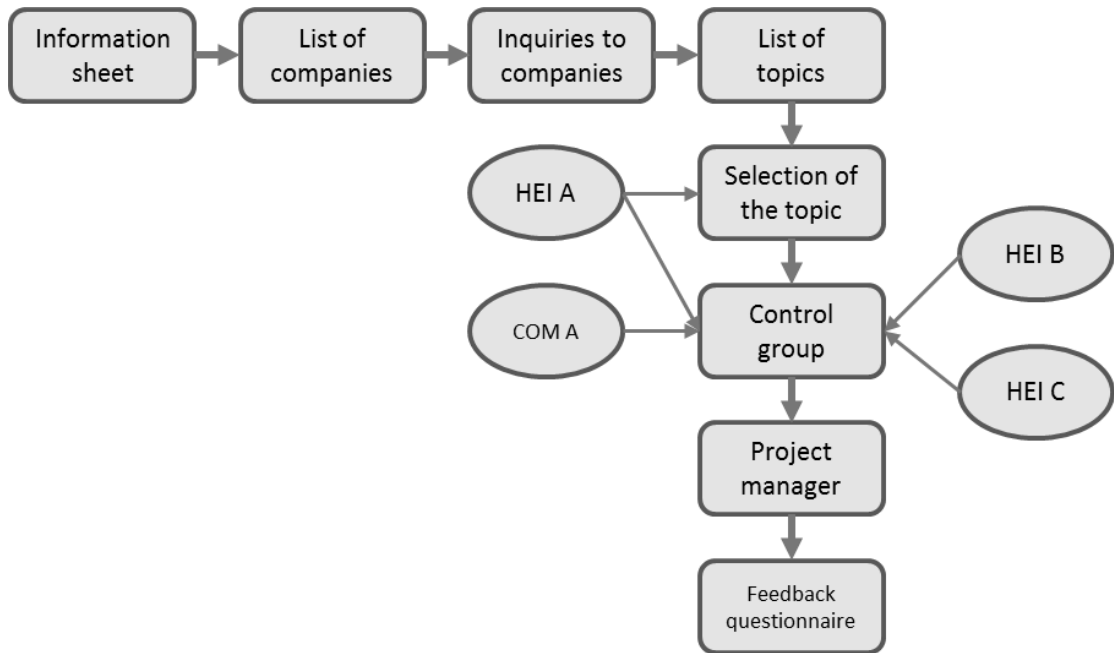 Information
sheet
List of
companies
Inquiries to
companies
List of
topics
HEI A
Selection of
the topic
HEI B
COM A
Control
group
HEI C
Project
manager
Feedback
questionnaire